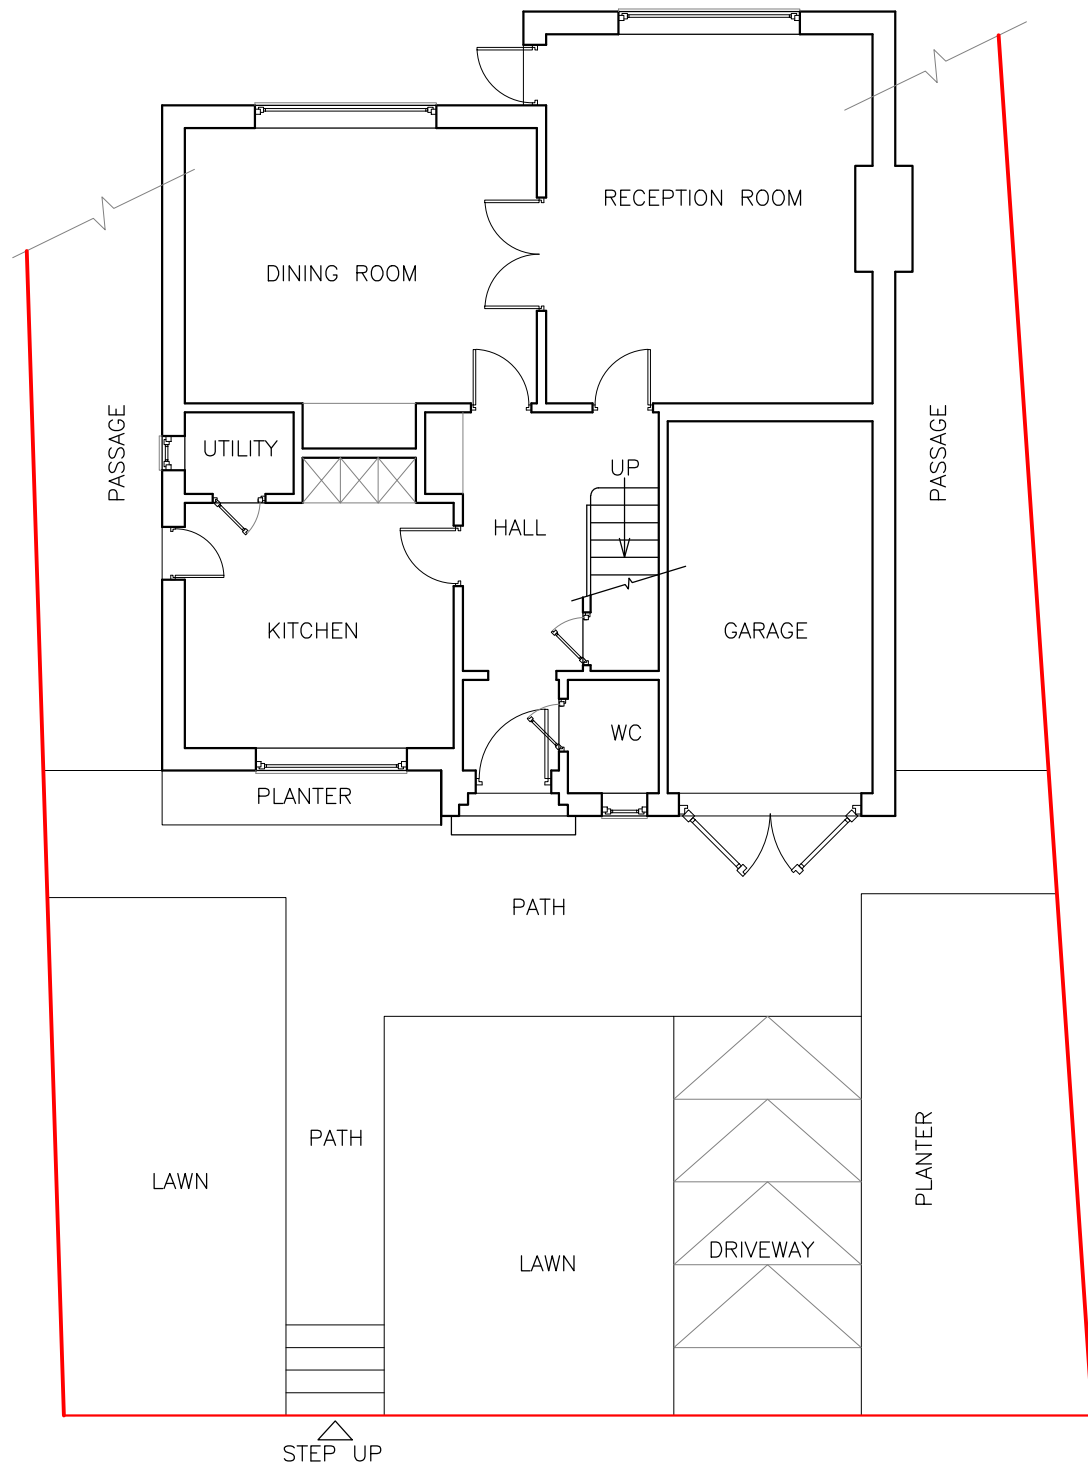 RECEPTION ROOM
DINING ROOM
PASSAGE
UTILITY
PASSAGE
UP
HALL
KITCHEN
GARAGE
WC
PLANTER
PATH
PATH
PLANTER
LAWN
DRIVEWAY
LAWN
STEP UP